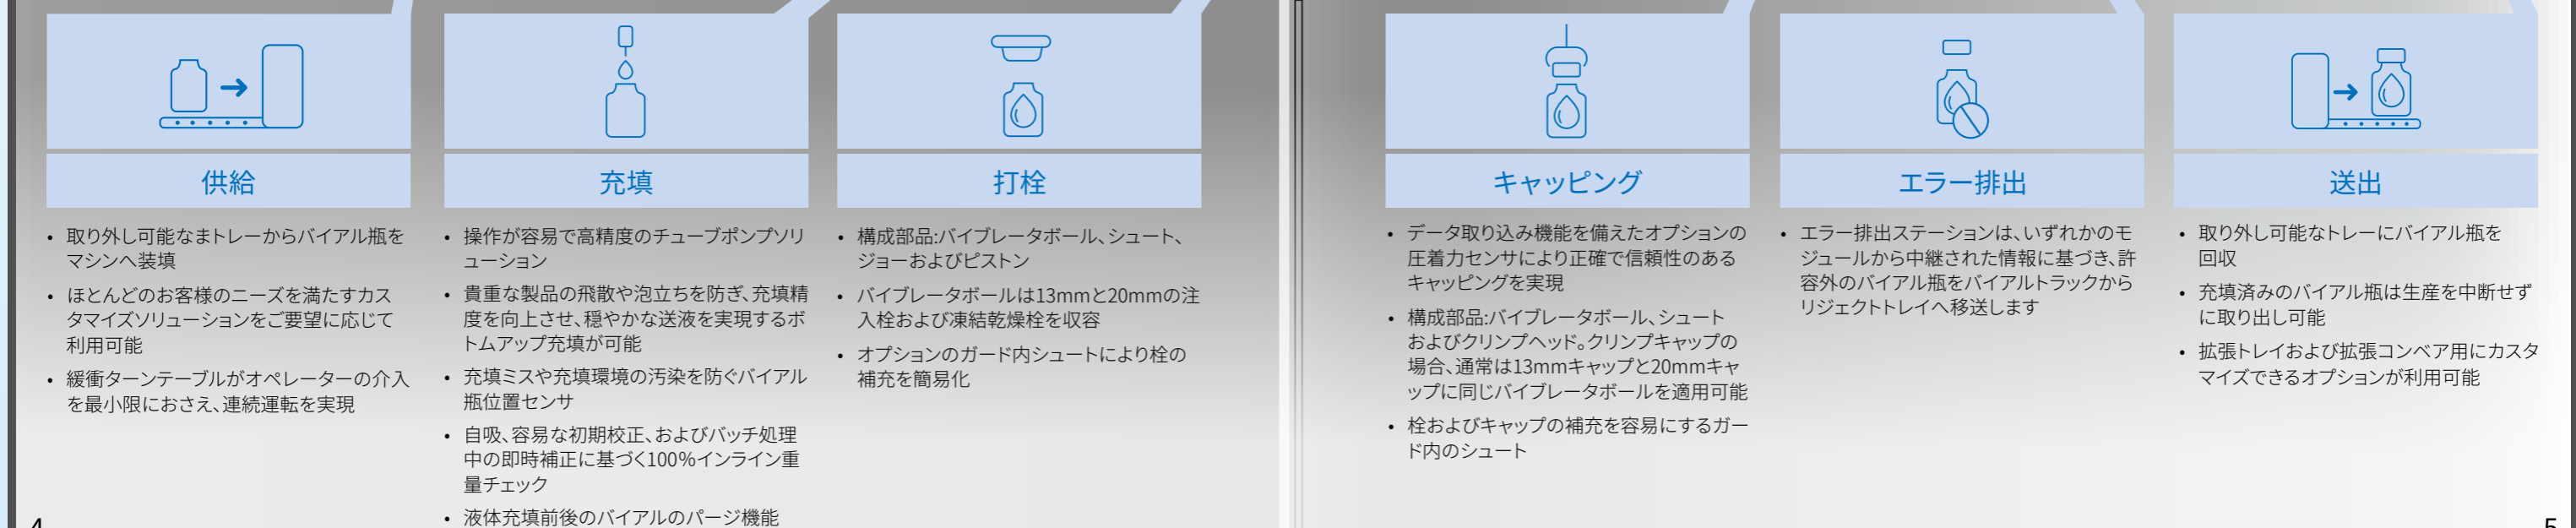 供給
・ 取り外し可能なまトレーからバイアル瓶を
マシンへ装填
・ ほとんどのお客様のニーズを満たすカス
タマイズソリューションをご要望に応じて
利用可能
・ 緩衝ターンテーブルがオペレーターの介入
を最小限におさえ、連続運転を実現
充填
・ 操作が容易で高精度のチューブポンプソリ
ューション
・ 貴重な製品の飛散や泡立ちを防ぎ、充填精
度を向上させ、穏やかな送液を実現するボ
トムアップ充填が可能
・ 充填ミスや充填環境の汚染を防ぐバイアル
瓶位置センサ
・ 自吸、容易な初期校正、およびバッチ処理
中の即時補正に基づく100%インライン重
量チェック
・ 液体充填前後のバイアルのパージ機能
打栓
・ 構成部品:バイブレータボール、シュート、
ジョーおよびピストン
・ バイブレータボールは13mmと20mmの注
入栓および凍結乾燥栓を収容
・ オプションのガード内シュートにより栓の
補充を簡易化
4
キャッピング
・ データ取り込み機能を備えたオプションの
圧着力センサにより正確で信頼性のある
キャッピングを実現
・ 構成部品:バイブレータボール、シュート
およびクリンプヘッド。クリンプキャップの
場合、通常は13mmキャップと20mmキャ
ップに同じバイブレータボールを適用可能
・ 栓およびキャップの補充を容易にするガー
ド内のシュート
エラー排出
・ エラー排出ステーションは、いずれかのモ
ジュールから中継された情報に基づき、許
容外のバイアル瓶をバイアルトラックから
リジェクトトレイへ移送します
送出
・ 取り外し可能なトレーにバイアル瓶を
回収
・ 充填済みのバイアル瓶は生産を中断せず
に取り出し可能
・ 拡張トレイおよび拡張コンベア用にカスタ
マイズできるオプションが利用可能
5